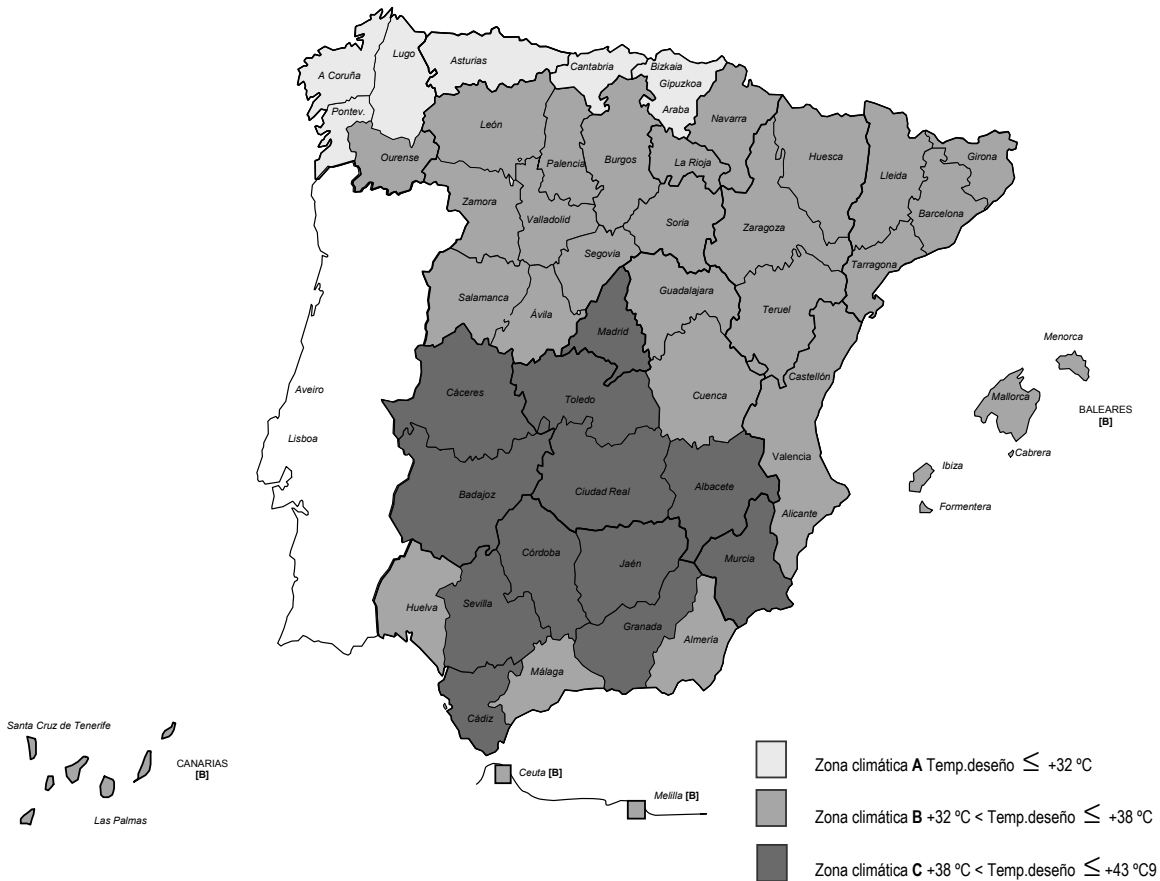 Lugo
Asturias
Cantabria
Bizkaia
A Coruña
Gipuzkoa
Pontev.
Araba
León
Navarra
Ourense
Palencia
Burgos
La Rioja
Huesca
Lleida
Girona
Zamora
Valladolid
Soria
Zaragoza
Barcelona
Segovia
Tarragona
Salamanca
Ávila
Guadalajara
Teruel
Madrid
Menorca
Castellón
Aveiro
Cáceres
Toledo
Cuenca
Mallorca
BALEARES
[B]
Lisboa
Cabrera
Valencia
Ibiza
Badajoz
Ciudad Real
Albacete
Formentera
Alicante
Córdoba
Jaén
Murcia
Huelva
Sevilla
Granada
Almería
Málaga
Cádiz
Santa Cruz de Tenerife
CANARIAS
[B]
Las Palmas
Ceuta [B]
Melilla [B]
Zona climática A Temp.deseño ≤ +32 ºC
Zona climática B +32 ºC < Temp.deseño ≤ +38 ºC
Zona climática C +38 ºC < Temp.deseño ≤ +43 ºC9